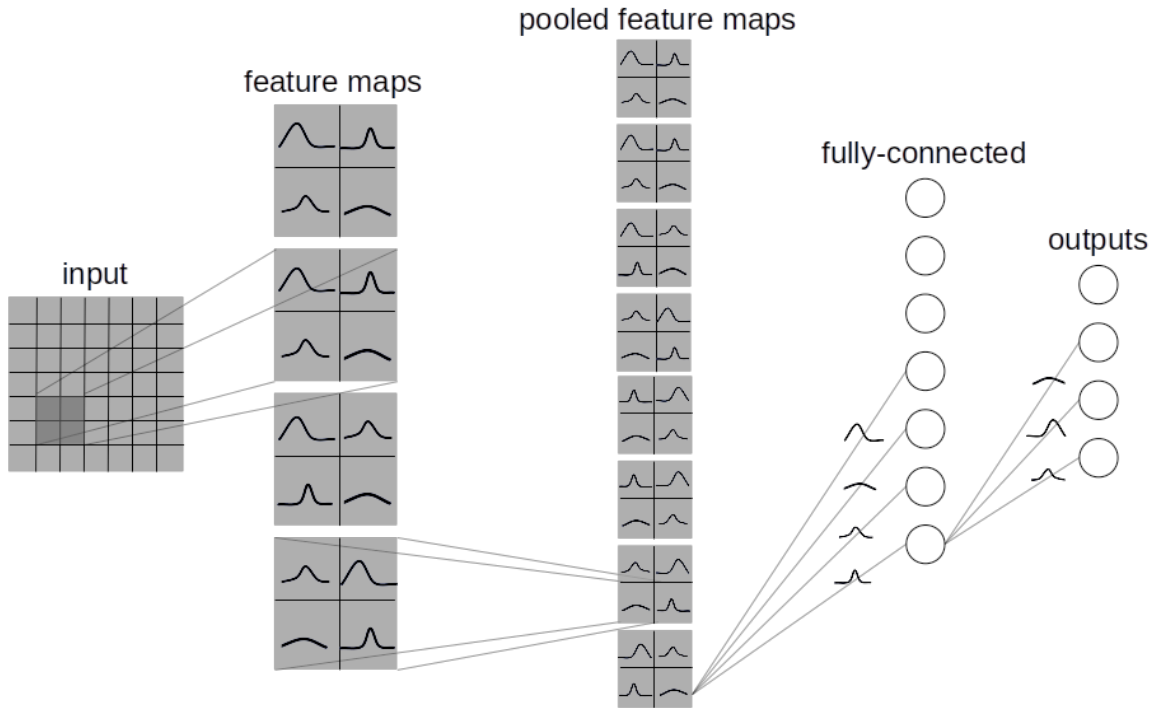 pooled feature maps
feature maps
fully-connected
outputs
input